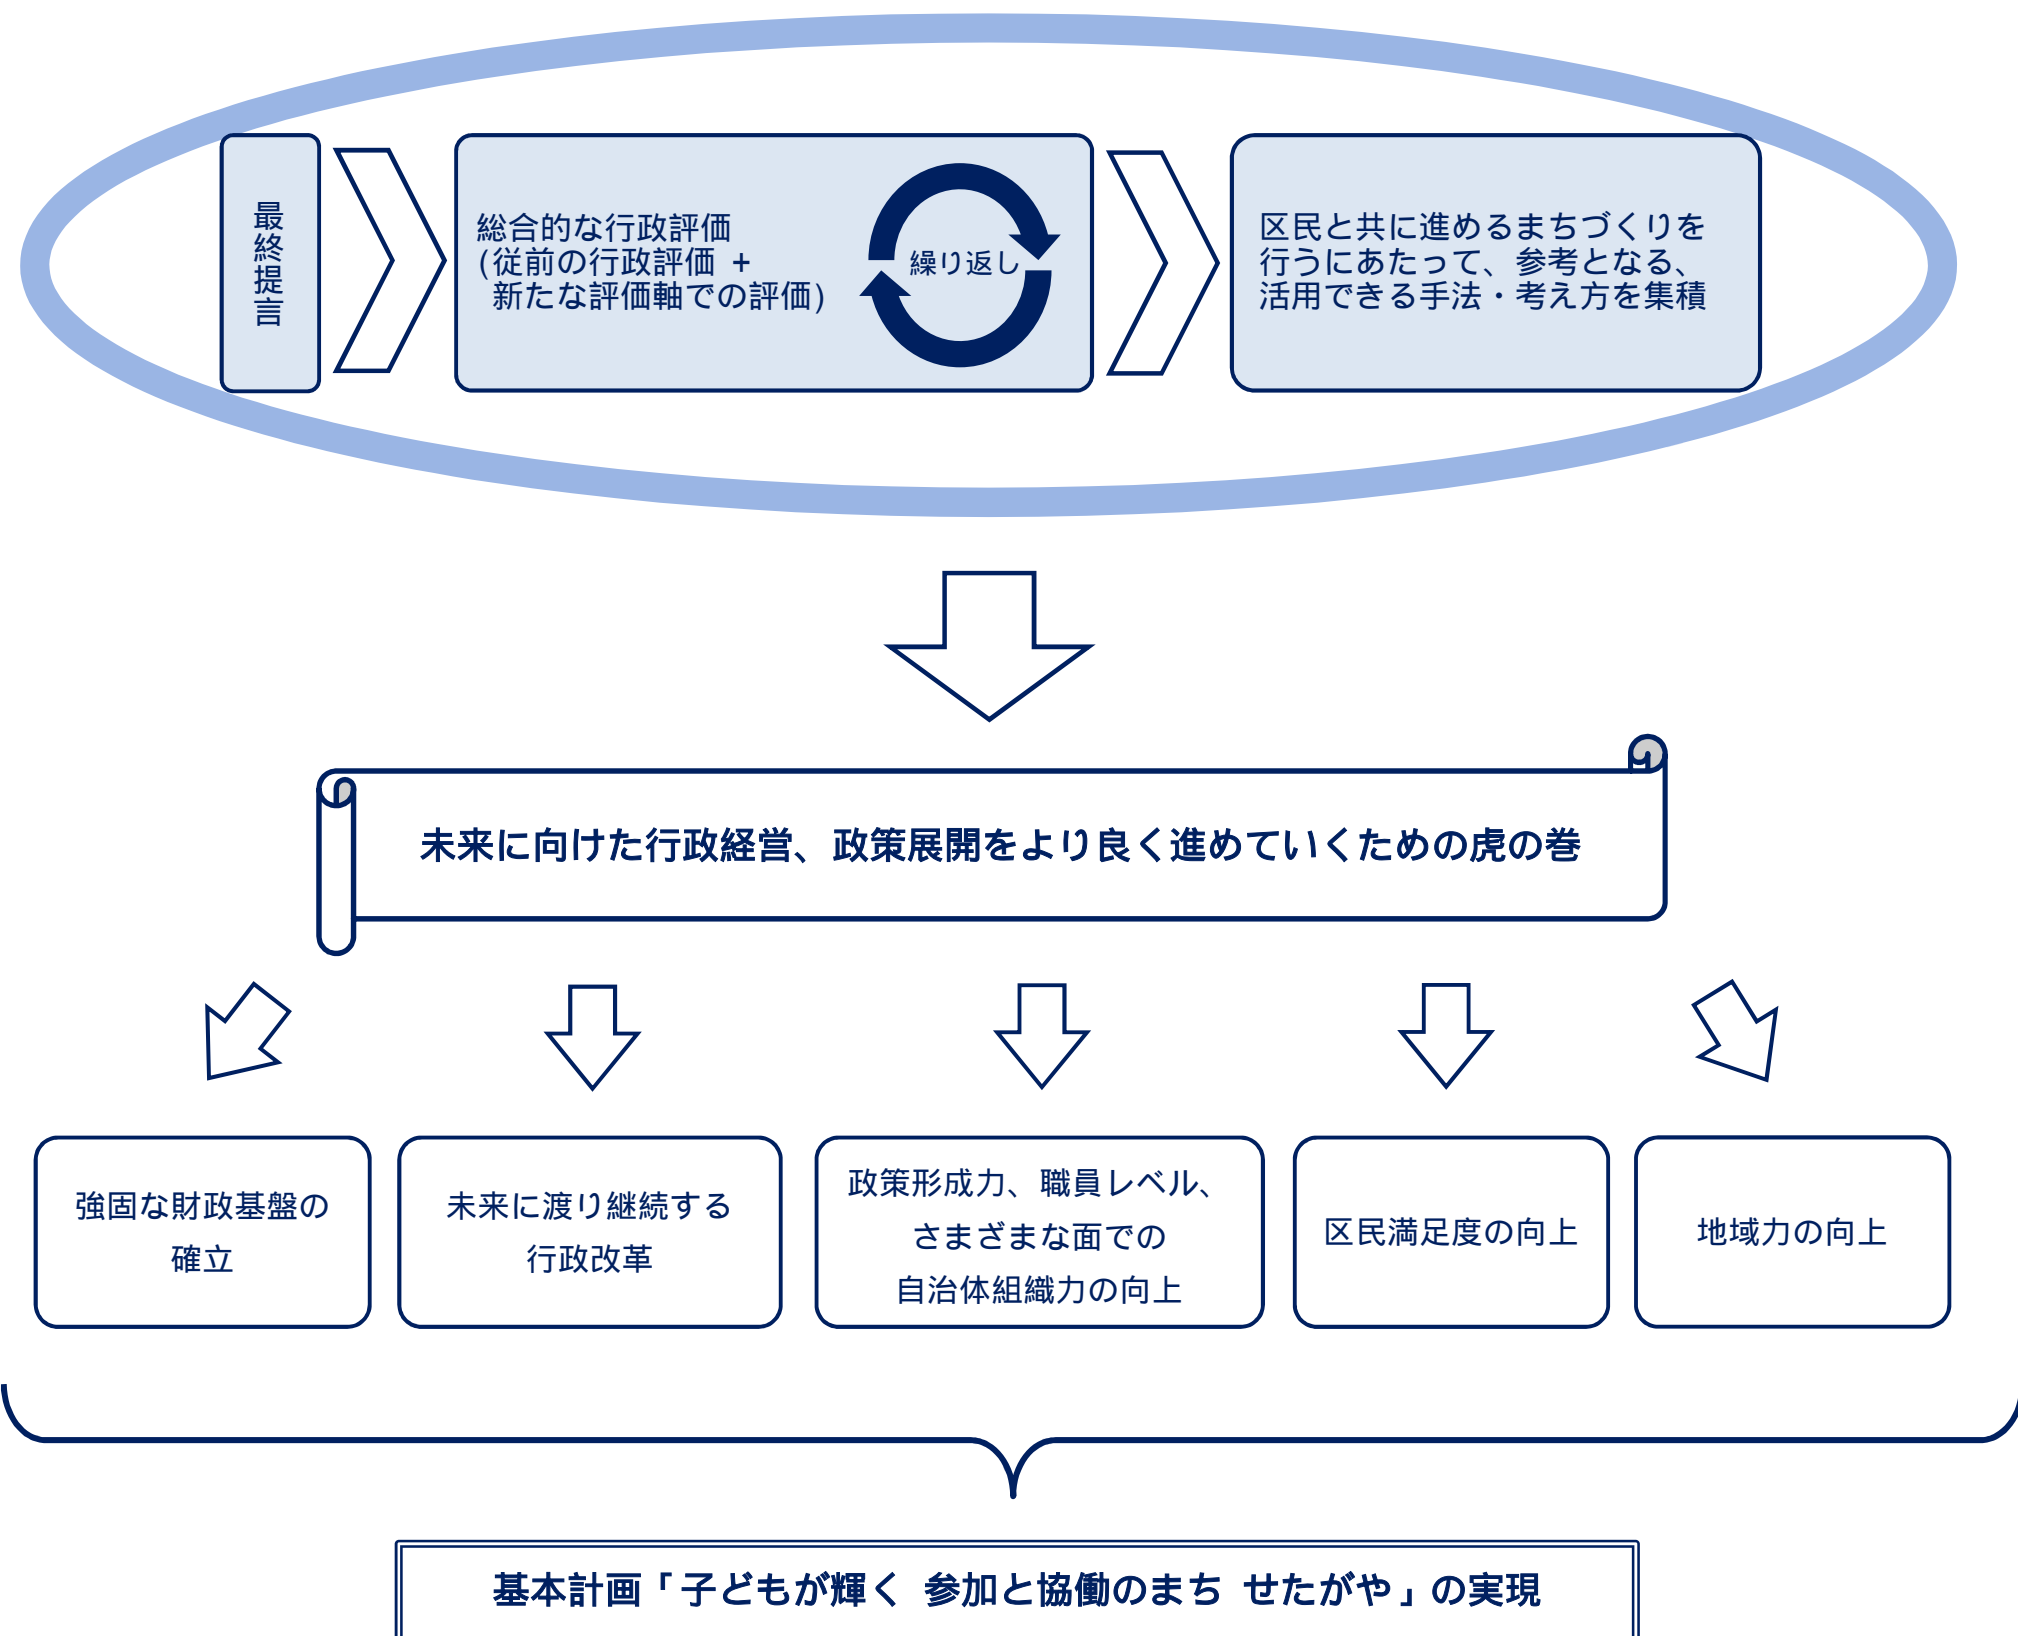 最終提言
総合的な行政評価
(従前の行政評価 +
新たな評価軸での評価)
繰り返し
区民と共に進めるまちづくりを
行うにあたって、参考となる、
活用できる手法・考え方を集積
未来に向けた行政経営、政策展開をより良く進めていくための虎の巻
強固な財政基盤の
確立
未来に渡り継続する
行政改革
政策形成力、職員レベル、
さまざまな面での
自治体組織力の向上
区民満足度の向上
地域力の向上
基本計画「子どもが輝く 参加と協働のまち せたがや」の実現